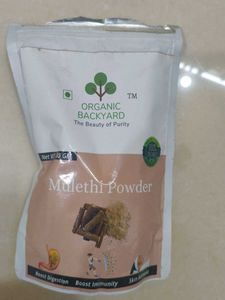 TM
ORGANIC
BACKYARD
The Beauty of Purity
Mulethi Powder
Boost Digestion
Boost Immunity